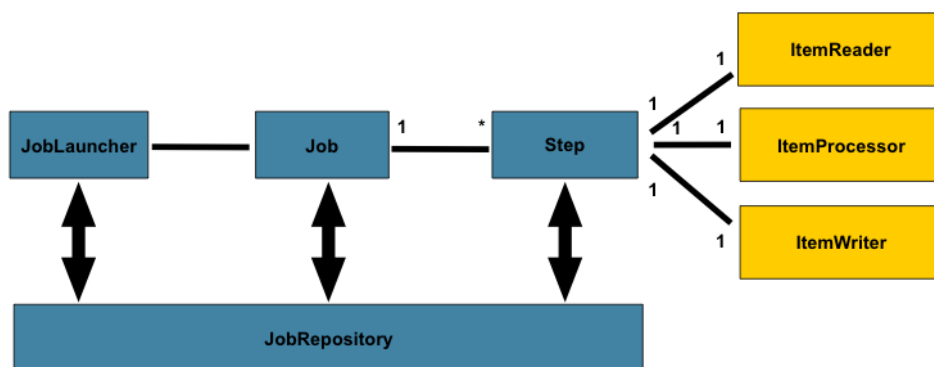 ItemReader
1
1
JobLauncher
Job
1
*
Step
1
1
ItemProcessor
1
1
ItemWriter
JobRepository